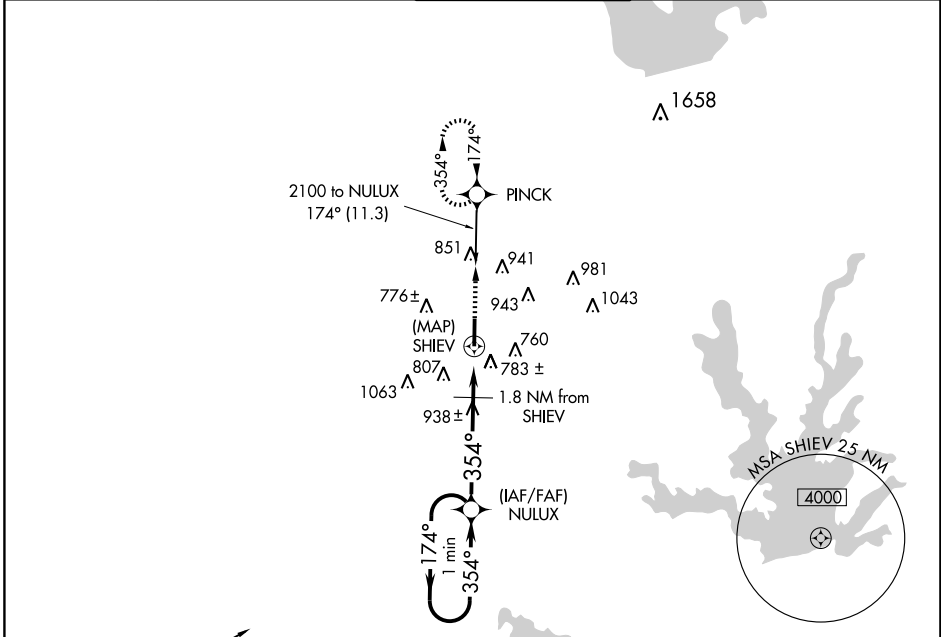 1658
354°
174°
PINCK
2100 to NULUX
174° (11.3)
851
941
981
776±
943
1043
(MAP)
SHIEV
760
783 ±
807
1063
1.8 NM from
SHIEV
938±
354°
MSA SHIEV 25 NM
4000
(IAF/FAF)
NULUX
174°
1 min
354°